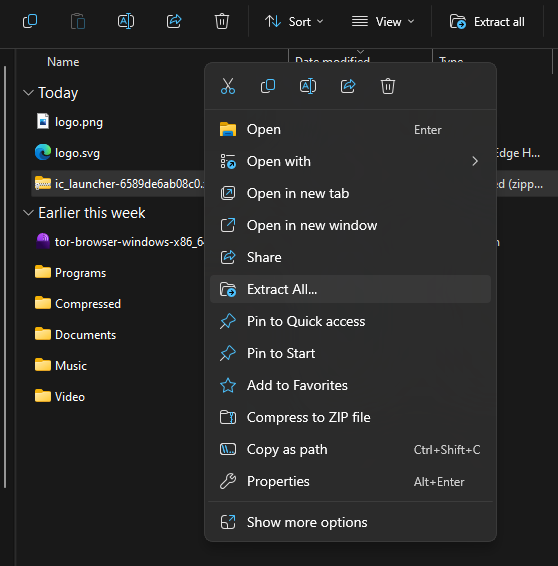 Sort
View
Extract all
Name
Date modified
Type
Today
logo.png
logo.svg
Edge H...
ic_launcher-6589de6ab08c0.
ed (zipp...
Earlier this week
tor-browser-windows-x86_6
Programs
Compressed
Documents
Music
Video
Open Enter
Open with
Open in new tab
Open in new window
Share
Extract All...
Pin to Quick access
Pin to Start
Add to Favorites
Compress to ZIP file
Copy as path Ctrl+Shift+C
Properties Alt+Enter
Show more options